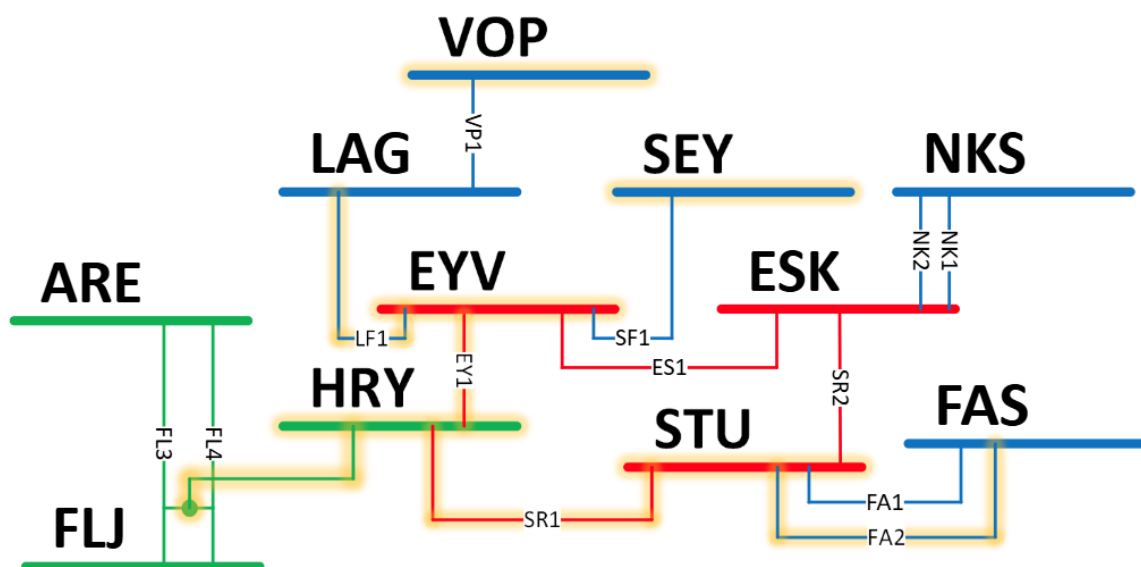 VOP
VP1
LAG
SEY
NKS
NK2
NK1
ARE
EYV
ESK
LF1
SF1
EY1
ES1
SR2
HRY
STU
FAS
FL3
FL4
FA1
SR1
FA2
FLJ